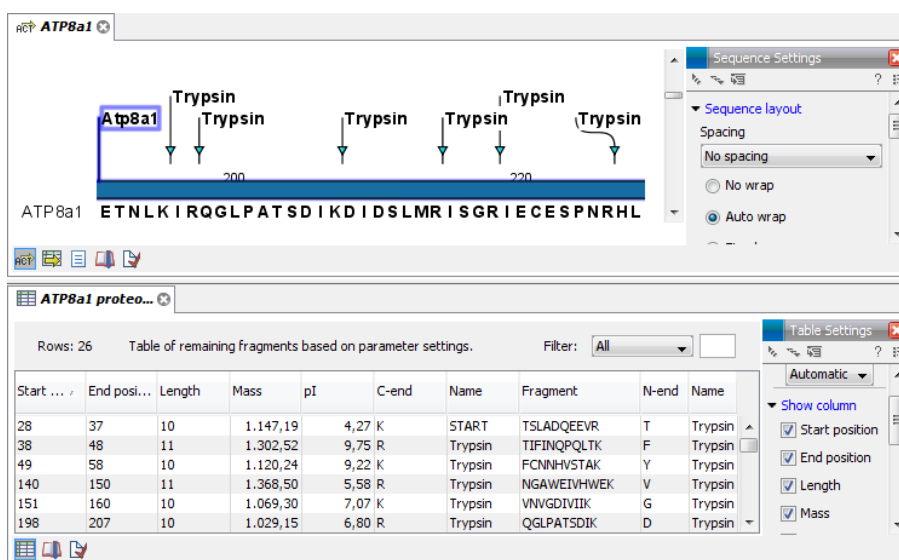 ACT ATP8a1
Sequence Settings
?
Sequence layout
Spacing
No spacing
No wrap
Auto wrap
Trypsin Trypsin
Atp8a1 Trypsin Trypsin Trypsin Trypsin
200 220
ATP8a1 ETNLKIRQGLPATSDIKDIDSLMRISGRIECESPNRHL
ACT
ATP8a1 proteo...
Rows: 26 Table of remaining fragments based on parameter settings. Filter: All
Start ... End posi... Length Mass pI C-end Name Fragment N-end Name
28 37 10 1.147,19 4,27 K START TSLADQEEVR T Trypsin
38 48 11 1.302,52 9,75 R Trypsin TIFINQPQLTK F Trypsin
49 58 10 1.120,24 9,22 K Trypsin FCNNHVSTAK Y Trypsin
140 150 11 1.368,50 5,58 R Trypsin NGAWEIVHWEK V Trypsin
151 160 10 1.069,30 7,07 K Trypsin VNVGDIVIIK G Trypsin
198 207 10 1.029,15 6,80 R Trypsin QGLPATSDIK D Trypsin
Table Settings
?
Automatic
Show column
Start position
End position
Length
Mass